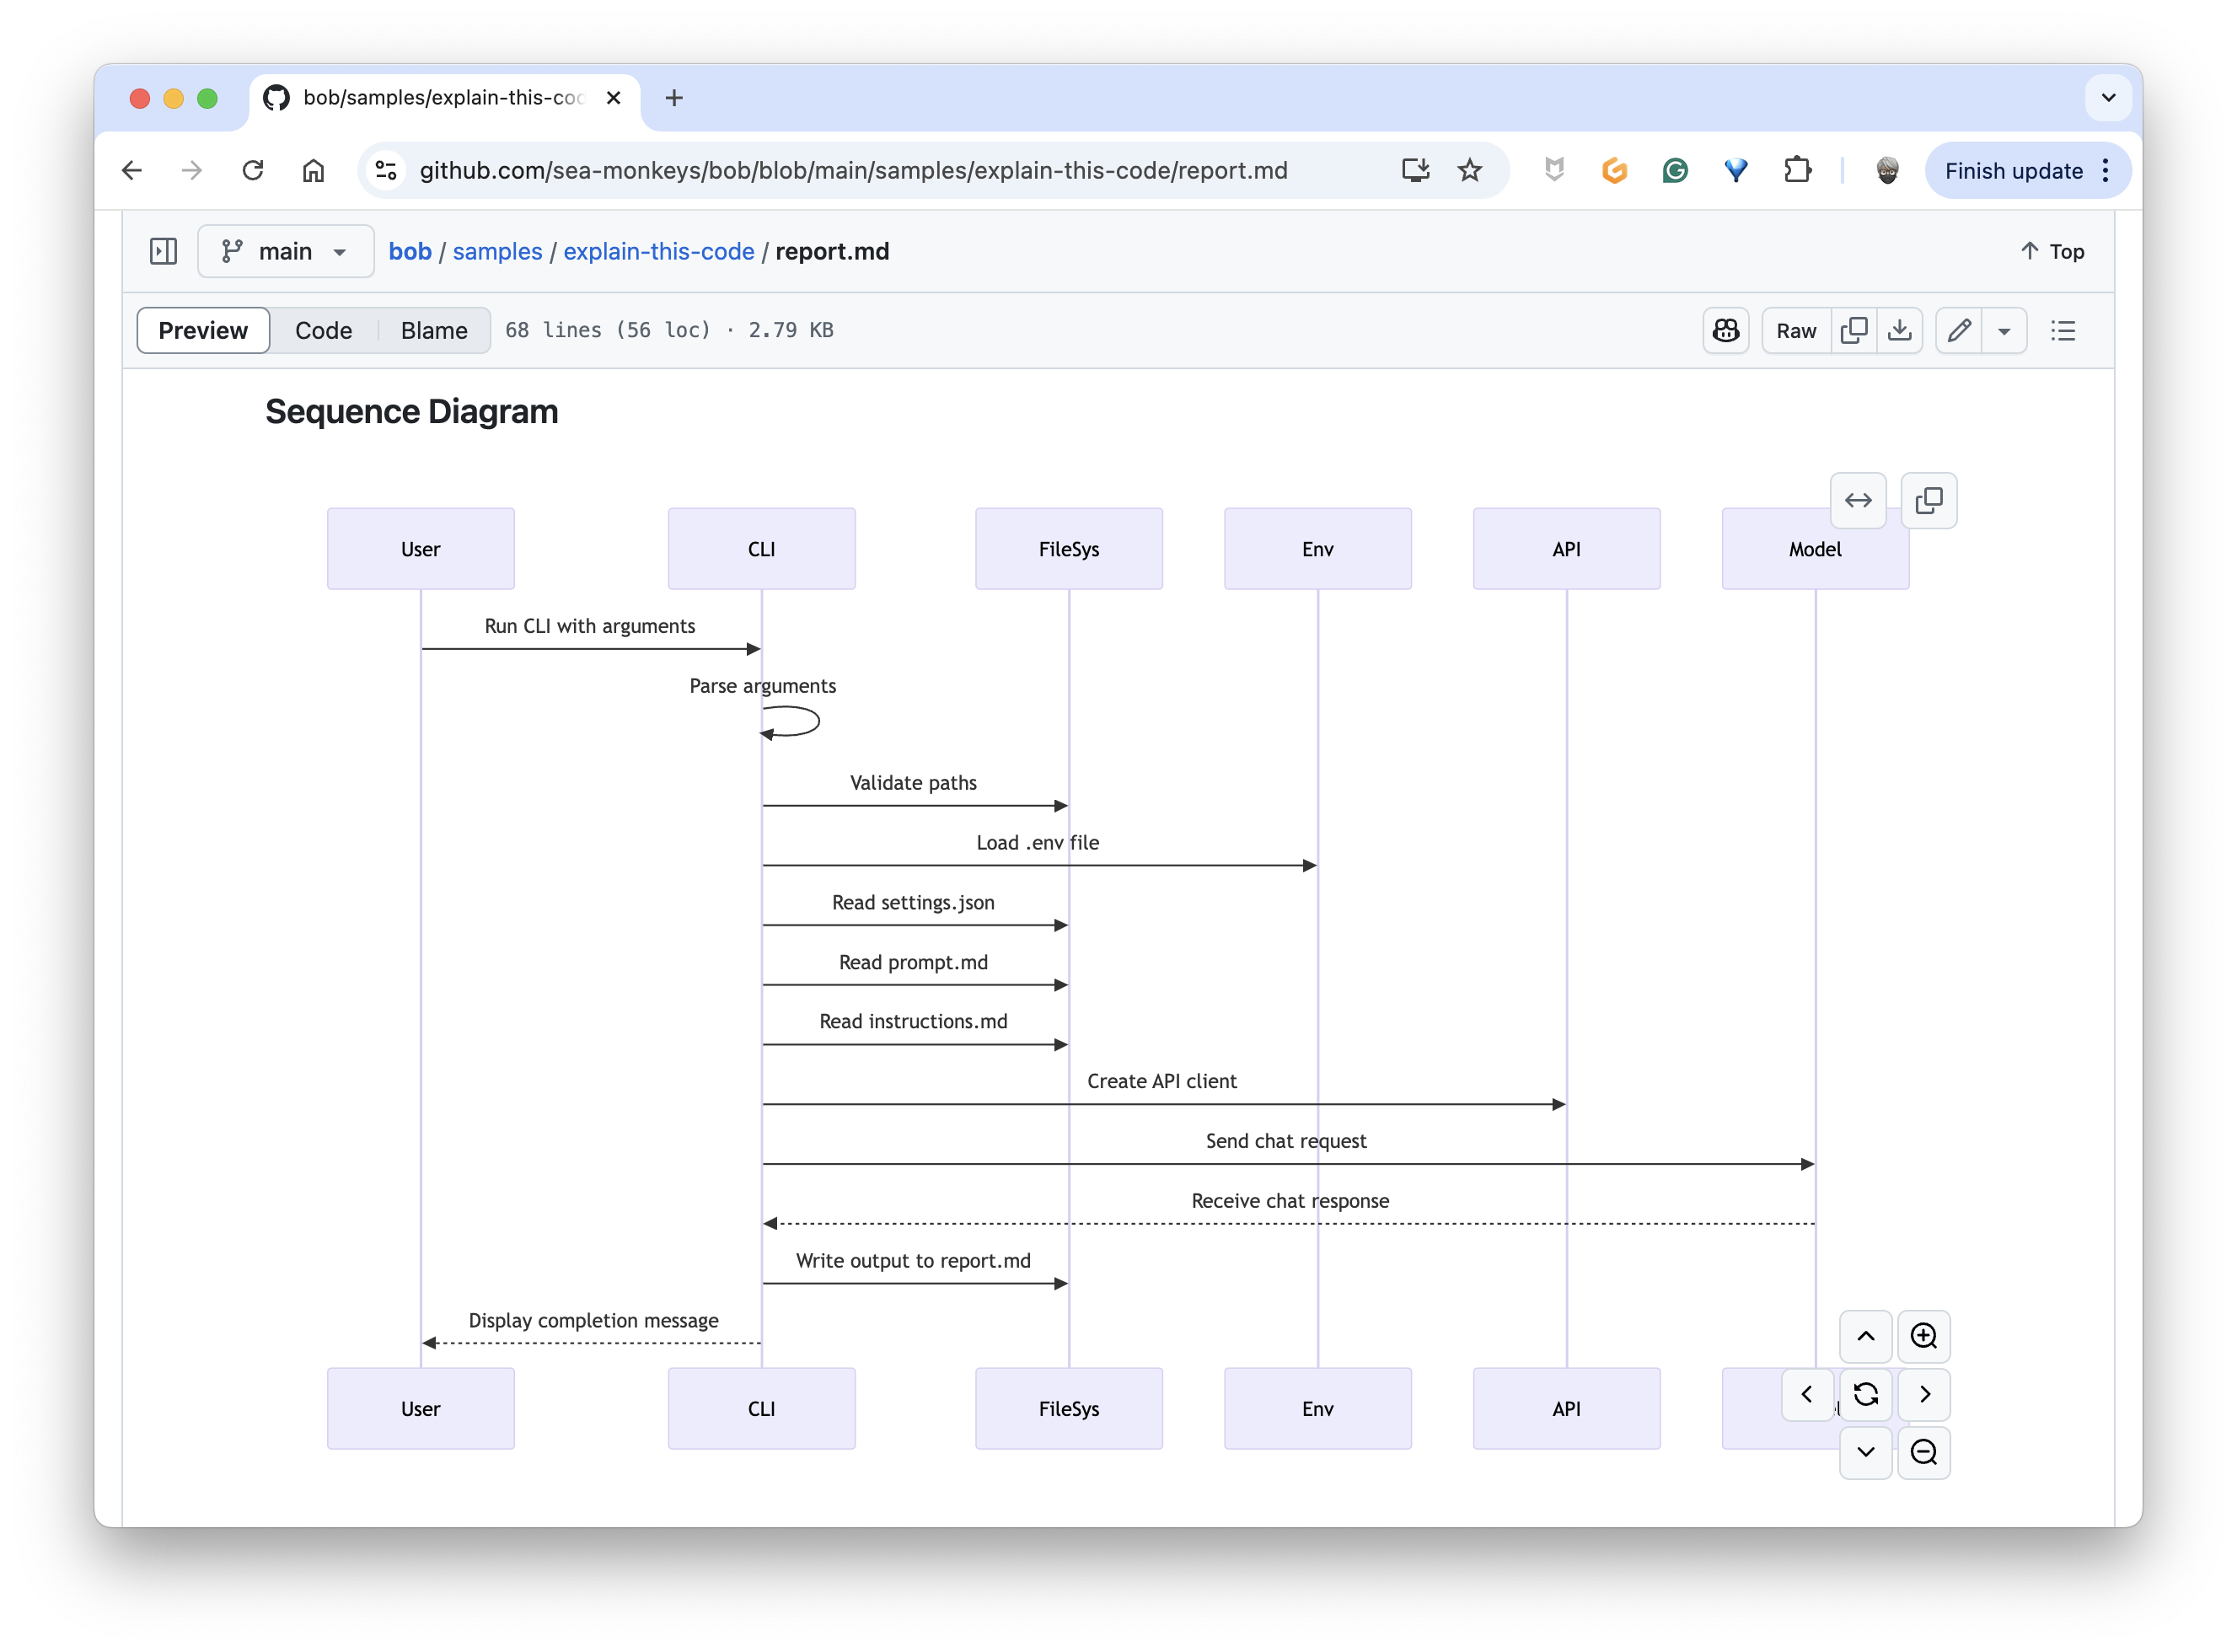 bob/samples/explain-this-coc
github.com/sea-monkeys/bob/blob/main/samples/explain-this-code/report.md
Finish update
main
bob / samples / explain-this-code / report.md
Top
Preview Code Blame 68 lines (56 loc) · 2.79 KB
Raw
Sequence Diagram
User CLI FileSys Env API Model
Run CLI with arguments
Parse arguments
Validate paths
Load .env file
Read settings.json
Read prompt.md
Read instructions.md
Create API client
Send chat request
Receive chat response
Write output to report.md
Display completion message
User CLI FileSys Env API